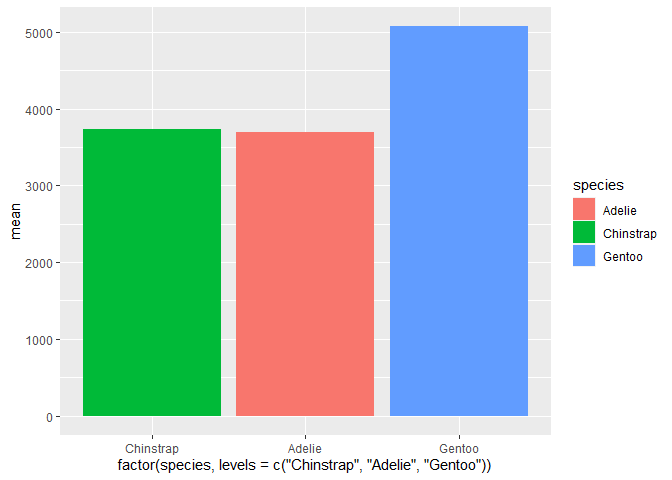 5000
4000
3000
2000
1000
0
mean
Chinstrap
Adelie
Gentoo
factor(species, levels = c("Chinstrap", "Adelie", "Gentoo"))
species
Adelie
Chinstrap
Gentoo